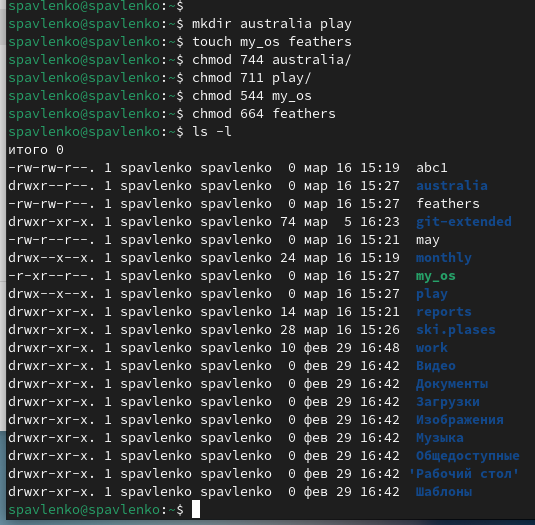 spavlenko@spavlenko:~$
spavlenko@spavlenko:~$ mkdir australia play
spavlenko@spavlenko:~$ touch my_os feathers
spavlenko@spavlenko:~$ chmod 744 australia/
spavlenko@spavlenko:~$ chmod 711 play/
spavlenko@spavlenko:~$ chmod 544 my_os
spavlenko@spavlenko:~$ chmod 664 feathers
spavlenko@spavlenko:~$ ls -l
итого 0
-rw-rw-r--. 1 spavlenko spavlenko  0 мар 16 15:19  abc1
drwxr--r--. 1 spavlenko spavlenko  0 мар 16 15:27  australia
-rw-rw-r--. 1 spavlenko spavlenko  0 мар 16 15:27  feathers
drwxr-xr-x. 1 spavlenko spavlenko 74 мар  5 16:23  git-extended
-rw-r--r--. 1 spavlenko spavlenko  0 мар 16 15:21  may
drwx--x--x. 1 spavlenko spavlenko 24 мар 16 15:19  monthly
-r-xr--r--. 1 spavlenko spavlenko  0 мар 16 15:27  my_os
drwx--x--x. 1 spavlenko spavlenko  0 мар 16 15:27  play
drwxr-xr-x. 1 spavlenko spavlenko 14 мар 16 15:21  reports
drwxr-xr-x. 1 spavlenko spavlenko 28 мар 16 15:26  ski.plases
drwxr-xr-x. 1 spavlenko spavlenko 10 фев 29 16:48  work
drwxr-xr-x. 1 spavlenko spavlenko  0 фев 29 16:42  Видео
drwxr-xr-x. 1 spavlenko spavlenko  0 фев 29 16:42  Документы
drwxr-xr-x. 1 spavlenko spavlenko  0 фев 29 16:42  Загрузки
drwxr-xr-x. 1 spavlenko spavlenko  0 фев 29 16:42  Изображения
drwxr-xr-x. 1 spavlenko spavlenko  0 фев 29 16:42  Музыка
drwxr-xr-x. 1 spavlenko spavlenko  0 фев 29 16:42  Общедоступные
drwxr-xr-x. 1 spavlenko spavlenko  0 фев 29 16:42 'Рабочий стол'
drwxr-xr-x. 1 spavlenko spavlenko  0 фев 29 16:42  Шаблоны
spavlenko@spavlenko:~$